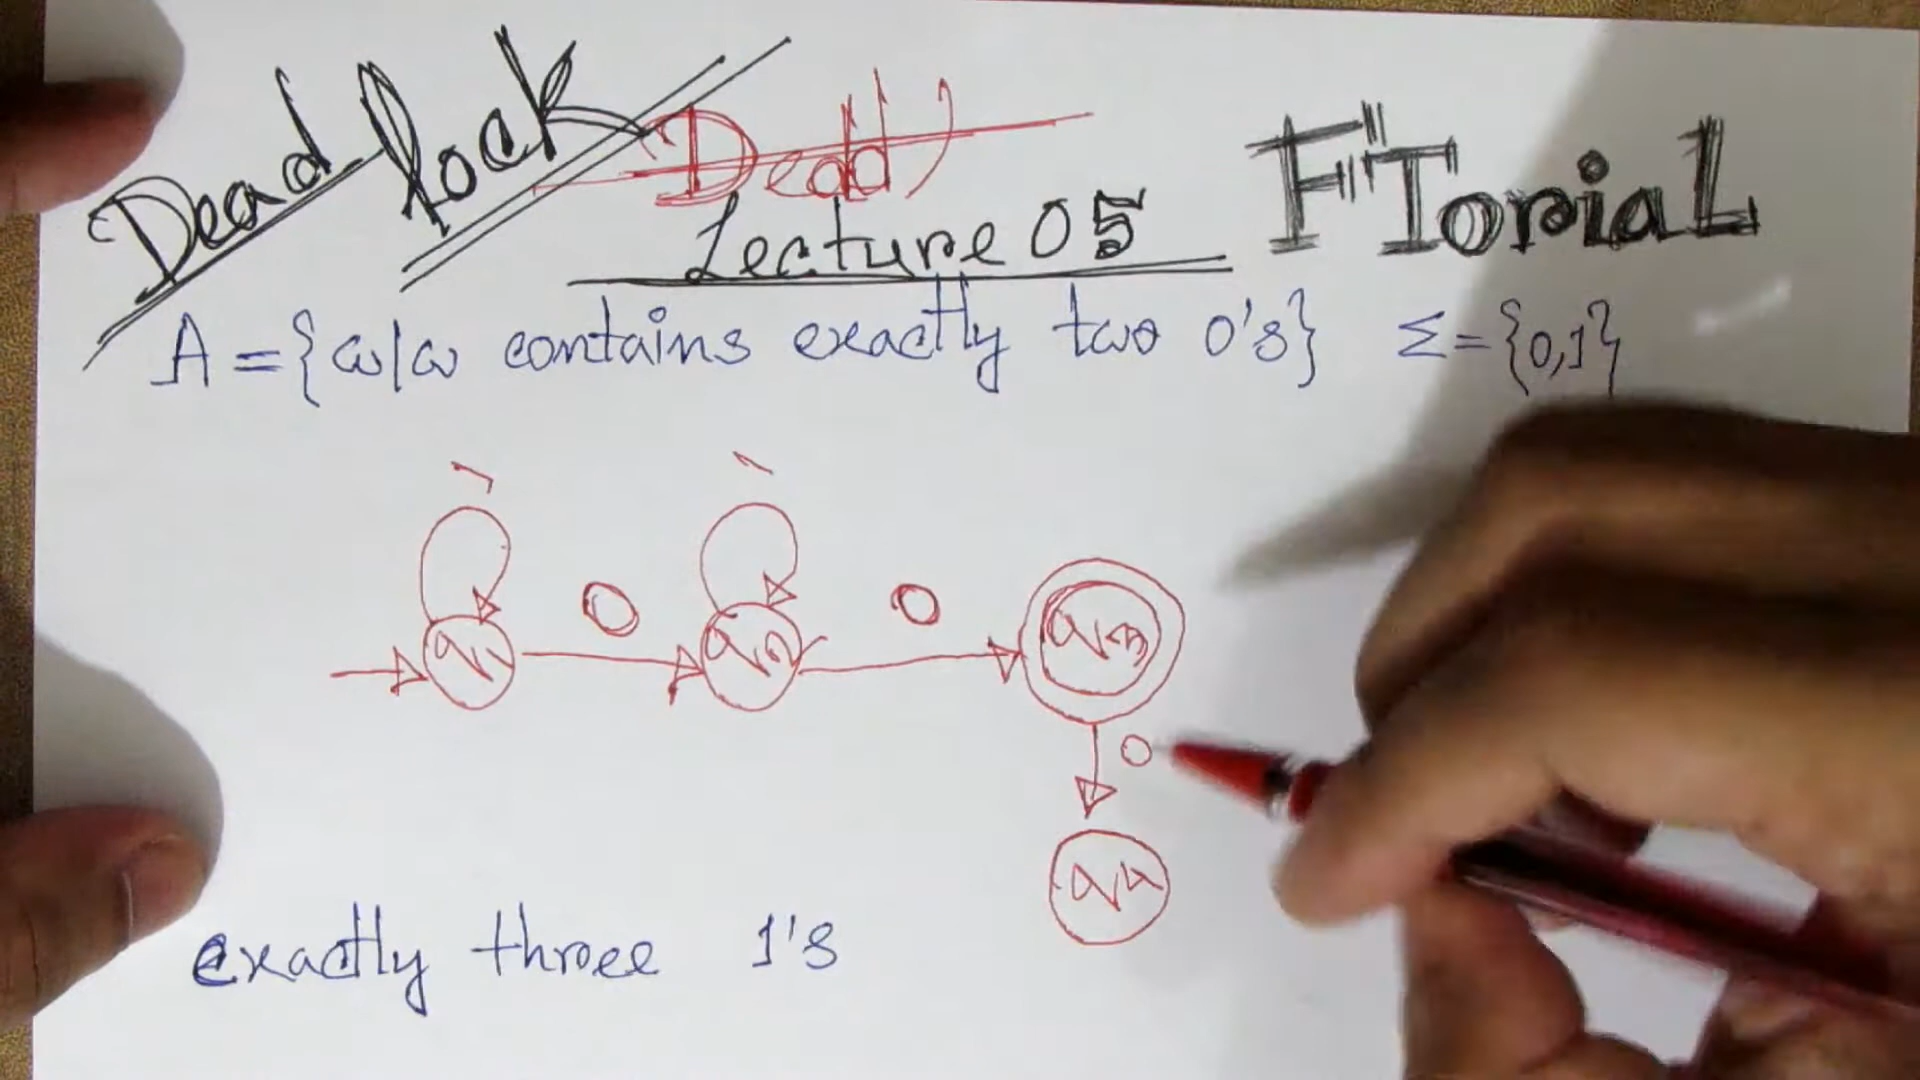 Dead lock
(Dead)
Lecture 05
F'Torial
A = {ω|ω contains exactly two 0's} Σ = {0,1}
1 1
0 0
q1 q2 q3
0
q4
exactly three 1's